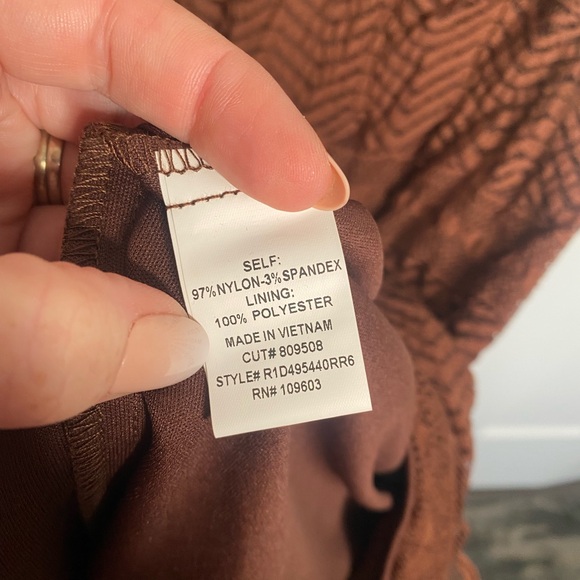 SELF:
97%NYLON-3%SPANDEX
LINING:
100% POLYESTER
MADE IN VIETNAM
CUT# 809508
STYLE# R1D495440RR6
RN# 109603